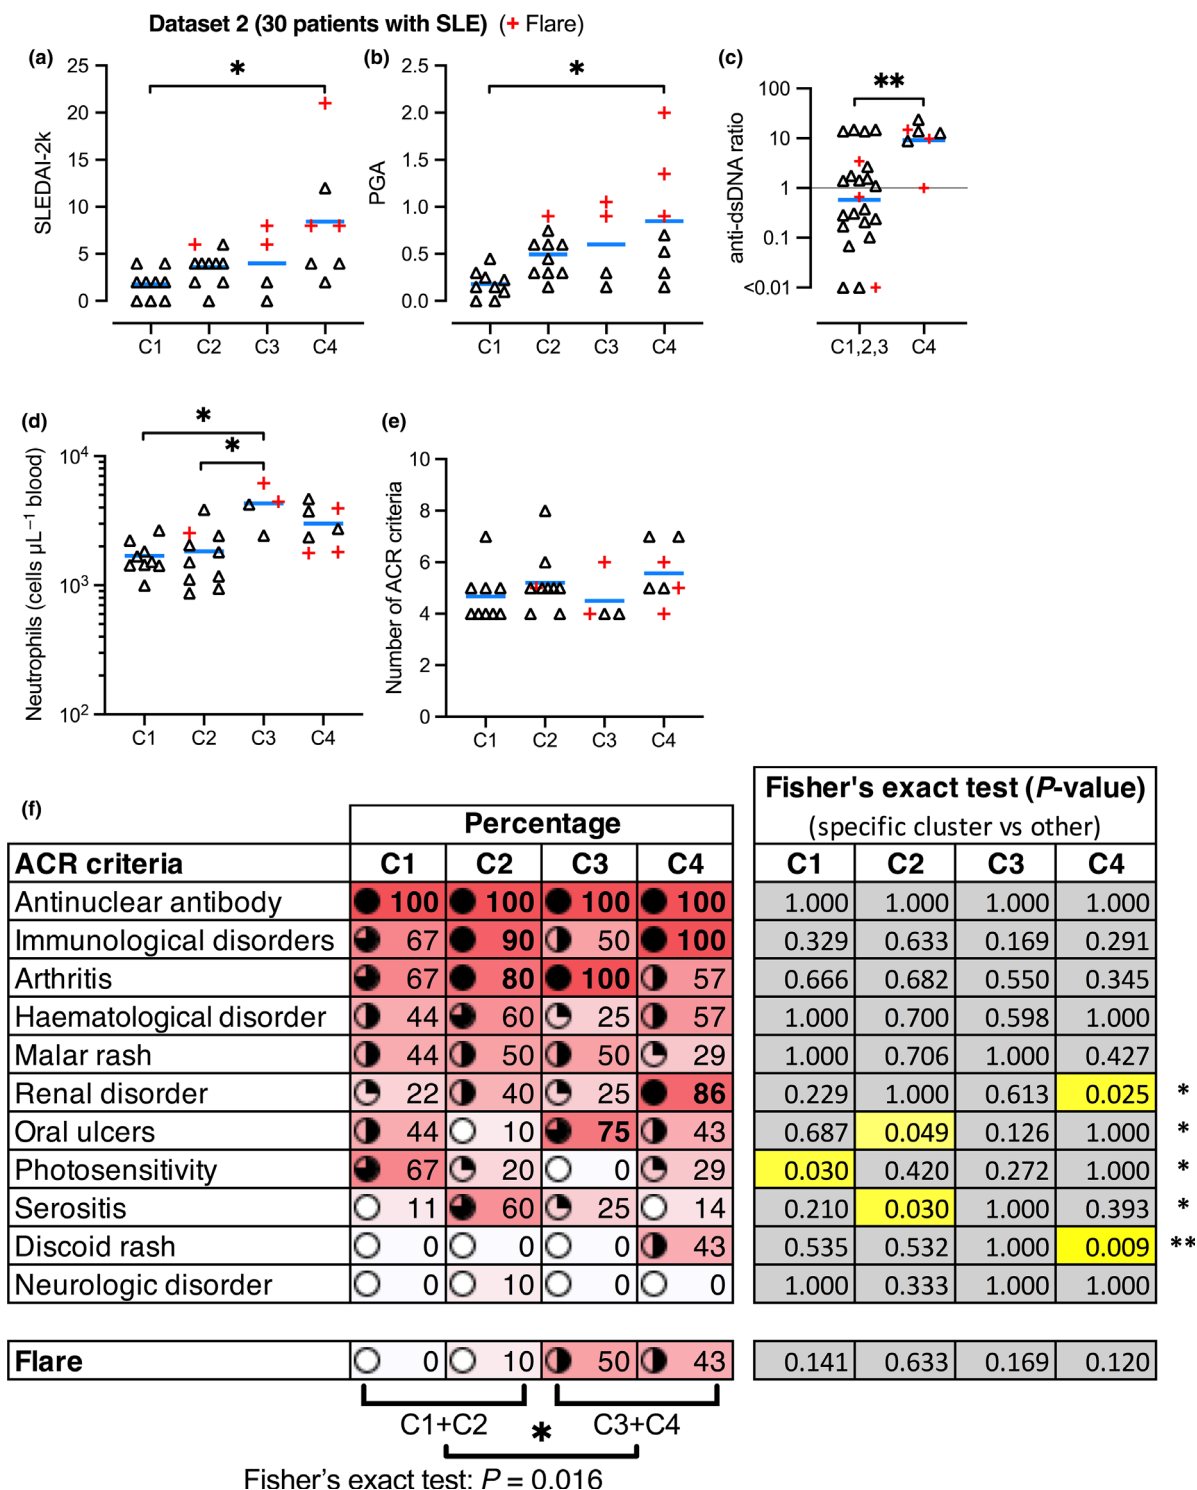 Dataset 2 (30 patients with SLE) (+ Flare)
(a)
SLEDAI-2k
25
20
15
10
5
0
*
C1 C2 C3 C4
(b)
PGA
2.5
2.0
1.5
1.0
0.5
0.0
*
C1 C2 C3 C4
(c)
anti-dsDNA ratio
100
10
1
0.1
<0.01
**
C1,2,3 C4
(d)
Neutrophils (cells µL⁻¹ blood)
10⁴
10³
10²
*
*
C1 C2 C3 C4
(e)
Number of ACR criteria
10
8
6
4
2
0
C1 C2 C3 C4
(f)
Percentage
Fisher's exact test (P-value)
(specific cluster vs other)
ACR criteria C1 C2 C3 C4 C1 C2 C3 C4
Antinuclear antibody 100 100 100 100 1.000 1.000 1.000 1.000
Immunological disorders 67 90 50 100 0.329 0.633 0.169 0.291
Arthritis 67 80 100 57 0.666 0.682 0.550 0.345
Haematological disorder 44 60 25 57 1.000 0.700 0.598 1.000
Malar rash 44 50 50 29 1.000 0.706 1.000 0.427
Renal disorder 22 40 25 86 0.229 1.000 0.613 0.025 *
Oral ulcers 44 10 75 43 0.687 0.049 0.126 1.000 *
Photosensitivity 67 20 0 29 0.030 0.420 0.272 1.000 *
Serositis 11 60 25 14 0.210 0.030 1.000 0.393 *
Discoid rash 0 0 0 43 0.535 0.532 1.000 0.009 **
Neurologic disorder 0 10 0 0 1.000 0.333 1.000 1.000
Flare 0 10 50 43 0.141 0.633 0.169 0.120
C1+C2 * C3+C4
Fisher's exact test: P = 0.016